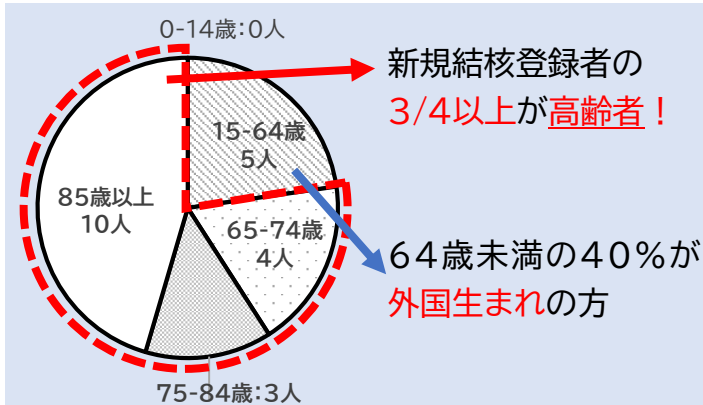 0-14歳:0人
新規結核登録者の
3/4以上が高齢者！
15-64歳
5人
85歳以上
10人
65-74歳
4人
64歳未満の40%が
外国生まれの方
75-84歳:3人